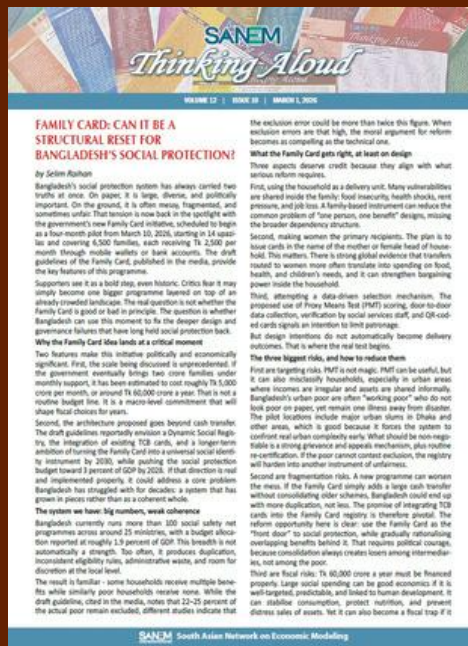 SANEM
Thinking Aloud
VOLUME 12 | ISSUE 10 | MARCH 1, 2026
FAMILY CARD: CAN IT BE A
STRUCTURAL RESET FOR
BANGLADESH'S SOCIAL PROTECTION?
by Selim Raihan
Bangladesh's social protection system has always carried two
truths at once. On paper, it is large, diverse, and politically
important. On the ground, it is often messy, fragmented, and
sometimes unfair. That tension is now back in the spotlight with
the government's new Family Card initiative, scheduled to begin
as a four-month pilot from March 10, 2026, starting in 14 upazi-
las and covering 6,500 families, each receiving Tk 2,500 per
month through mobile wallets or bank accounts. The draft
guidelines of the Family Card, published in the media, provide
the key features of this programme.
Supporters see it as a bold step, even historic. Critics fear it may
simply become one bigger programme layered on top of an
already crowded landscape. The real question is not whether the
Family Card is good or bad in principle. The question is whether
Bangladesh can use this moment to fix the deeper design and
governance failures that have long held social protection back.
Why the Family Card idea lands at a critical moment
Two features make this initiative politically and economically
significant. First, the scale being discussed is unprecedented. If
the government eventually brings two crore families under
monthly support, it has been estimated to cost roughly Tk 5,000
crore per month, or around Tk 60,000 crore a year. That is not a
routine budget line. It is a macro-level commitment that will
shape fiscal choices for years.
Second, the architecture proposed goes beyond cash transfer.
The draft guidelines reportedly envision a Dynamic Social Reg-
istry, the integration of existing TCB cards, and a longer-term
ambition of turning the Family Card into a universal social identi-
ty instrument by 2030, while pushing the social protection
budget toward 3 percent of GDP by 2028. If that direction is real
and implemented properly, it could address a core problem
Bangladesh has struggled with for decades: a system that has
grown in pieces rather than as a coherent whole.
The system we have: big numbers, weak coherence
Bangladesh currently runs more than 100 social safety net
programmes across around 25 ministries, with a budget alloca-
tion reported at roughly 1.9 percent of GDP. This breadth is not
automatically a strength. Too often, it produces duplication,
inconsistent eligibility rules, administrative waste, and room for
discretion at the local level.
The result is familiar - some households receive multiple bene-
fits while similarly poor households receive none. While the
draft guideline, cited in the media, notes that 22–25 percent of
the actual poor remain excluded, different studies indicate that
the exclusion error could be more than twice this figure. When
exclusion errors are that high, the moral argument for reform
becomes as compelling as the technical one.
What the Family Card gets right, at least on design
Three aspects deserve credit because they align with what
serious reform requires.
First, using the household as a delivery unit. Many vulnerabilities
are shared inside the family: food insecurity, health shocks, rent
pressure, and job loss. A family-based instrument can reduce the
common problem of "one person, one benefit" designs, missing
the broader dependency structure.
Second, making women the primary recipients. The plan is to
issue cards in the name of the mother or female head of house-
hold. This matters. There is strong global evidence that transfers
routed to women more often translate into spending on food,
health, and children's needs, and it can strengthen bargaining
power inside the household.
Third, attempting a data-driven selection mechanism. The
proposed use of Proxy Means Test (PMT) scoring, door-to-door
data collection, verification by social services staff, and QR-cod-
ed cards signals an intention to limit patronage.
But design intentions do not automatically become delivery
outcomes. That is where the real test begins.
The three biggest risks, and how to reduce them
First are targeting risks. PMT is not magic. PMT can be useful, but
it can also misclassify households, especially in urban areas
where incomes are irregular and assets are shared informally.
Bangladesh's urban poor are often "working poor" who do not
look poor on paper, yet remain one illness away from disaster.
The pilot locations include major urban slums in Dhaka and
other areas, which is good because it forces the system to
confront real urban complexity early. What should be non-nego-
tiable is a strong grievance and appeals mechanism, plus routine
re-certification. If the poor cannot contest exclusion, the registry
will harden into another instrument of unfairness.
Second are fragmentation risks. A new programme can worsen
the mess. If the Family Card simply adds a large cash transfer
without consolidating older schemes, Bangladesh could end up
with more duplication, not less. The promise of integrating TCB
cards into the Family Card registry is therefore pivotal. The
reform opportunity here is clear: use the Family Card as the
"front door" to social protection, while gradually rationalising
overlapping benefits behind it. That requires political courage,
because consolidation always creates losers among intermediar-
ies, not among the poor.
Third are fiscal risks: Tk 60,000 crore a year must be financed
properly. Large social spending can be good economics if it is
well-targeted, predictable, and linked to human development. It
can stabilise consumption, protect nutrition, and prevent
distress sales of assets. Yet it can also become a fiscal trap if it
SANEM South Asian Network on Economic Modeling